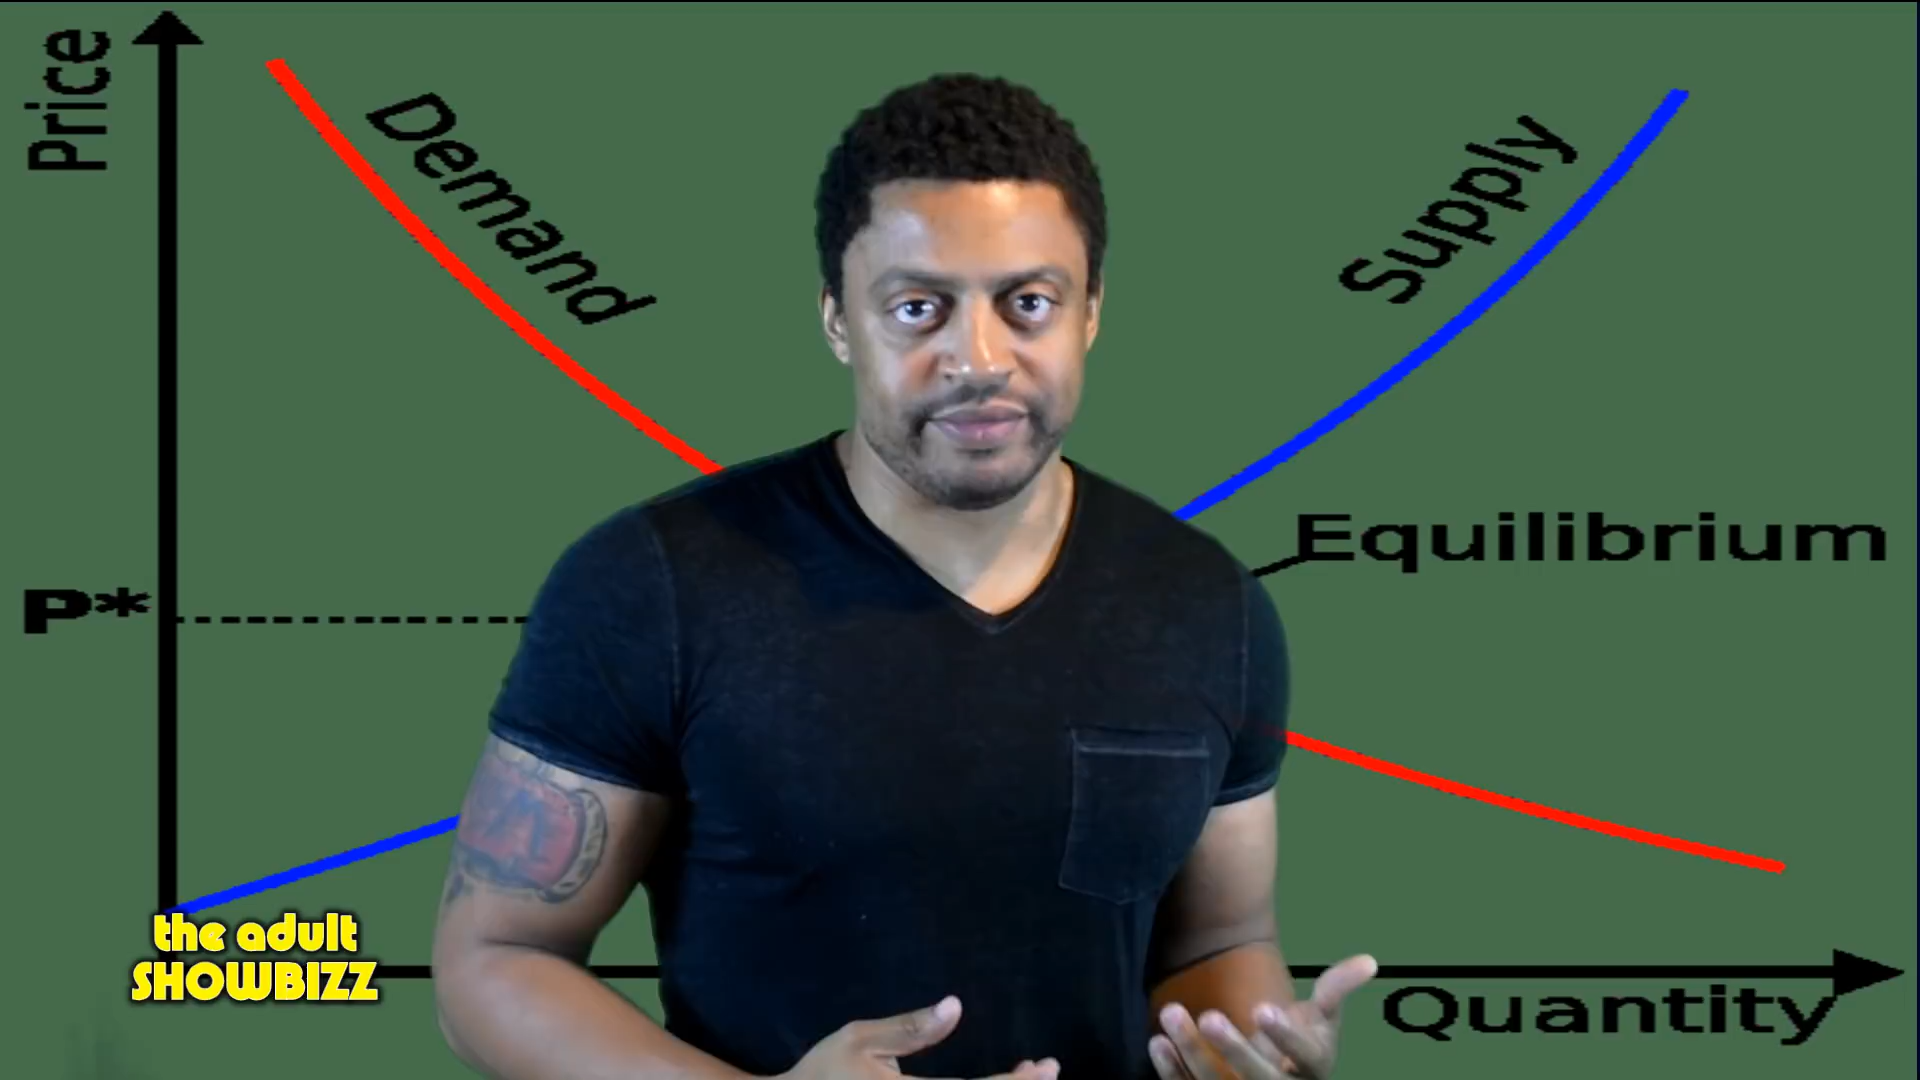 Price
Demand
Supply
Equilibrium
P*
the adult
SHOWBIZZ
Quantity